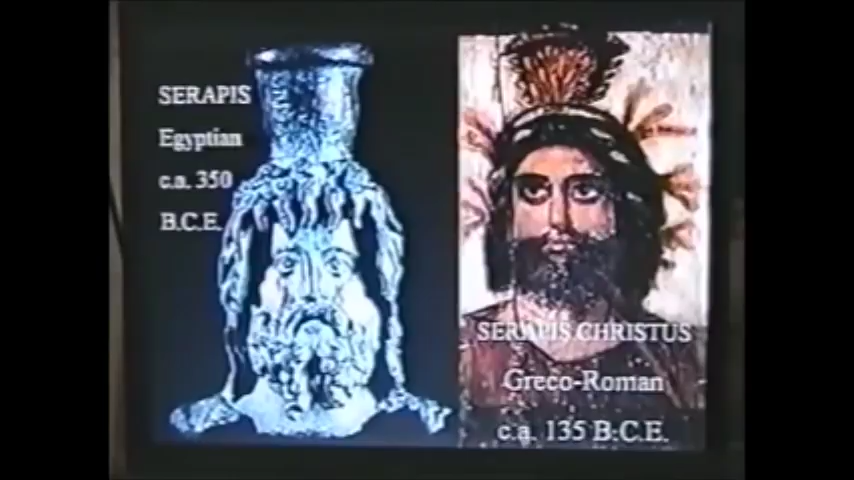 SERAPIS
Egyptian
c.a. 350
B.C.E.
SERAPIS CHRISTUS
Greco-Roman
c.a. 135 B.C.E.